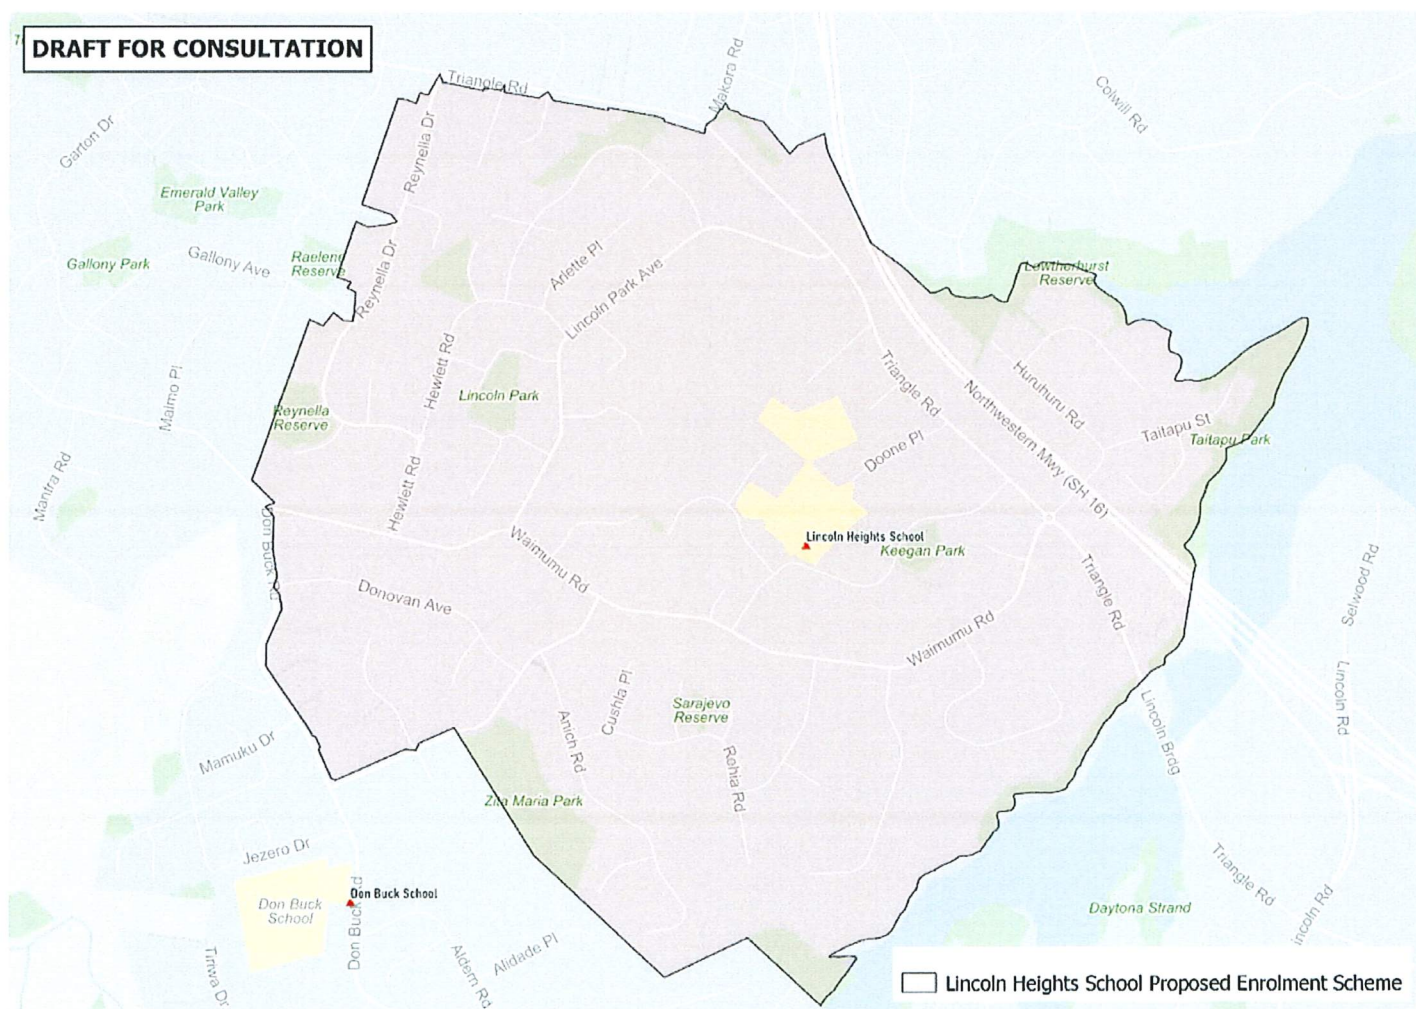 DRAFT FOR CONSULTATION
Triangle Rd
Makora Rd
Colwill Rd
Garton Dr
Reynella Dr
Emerald Valley
Park
Gallony Park
Gallony Ave
Raelene
Reserve
Reynella Dr
Arlette Pl
Lincoln Park Ave
Lowtherhurst
Reserve
Malmo Pl
Hewlett Rd
Lincoln Park
Reynella
Reserve
Triangle Rd
Northwestern Mwy (SH 16)
Huruhuru Rd
Taitapu St
Taitapu Park
Mantra Rd
Hewlett Rd
Doone Pl
Don Buck Rd
Waimumu Rd
Lincoln Heights School
Keegan Park
Donovan Ave
Triangle Rd
Selwood Rd
Waimumu Rd
Cushla Pl
Sarajevo
Reserve
Lincoln Rd
Lincoln Brdg
Mamuku Dr
Anich Rd
Rehia Rd
Zita Maria Park
Jezero Dr
Don Buck School
Don Buck
School
Don Buck Rd
Triangle Rd
Daytona Strand
incoln Rd
Tiriwa Dr
Aldern Rd
Alidade Pl
Lincoln Heights School Proposed Enrolment Scheme